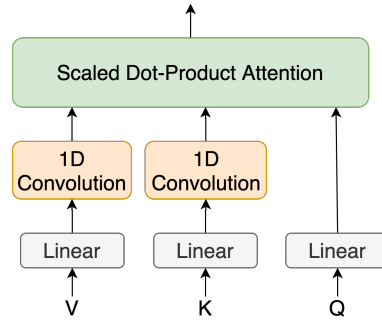 Scaled Dot-Product Attention
1D
Convolution
1D
Convolution
Linear
Linear
Linear
V
K
Q